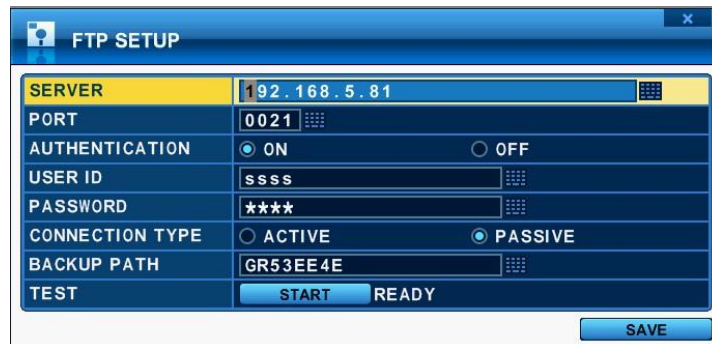 FTP SETUP
SERVER 192.168.5.81
PORT 0021
AUTHENTICATION ON OFF
USER ID ssss
PASSWORD ****
CONNECTION TYPE ACTIVE PASSIVE
BACKUP PATH GR53EE4E
TEST START READY
SAVE